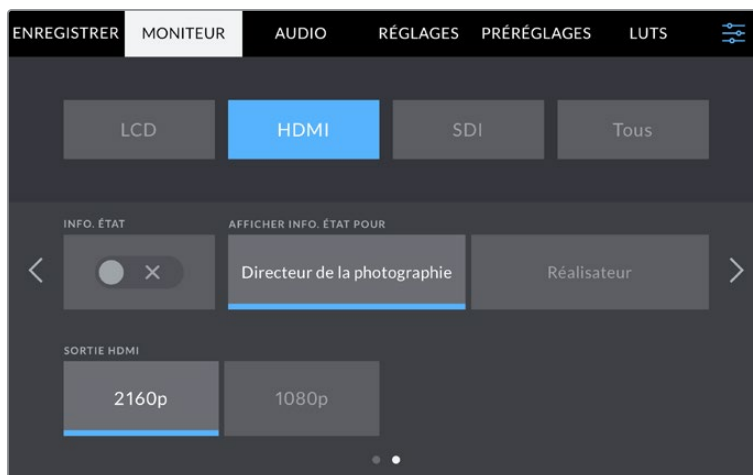 ENREGISTRER MONITEUR AUDIO RÉGLAGES PRÉRÉGLAGES LUTS
LCD HDMI SDI Tous
INFO. ÉTAT AFFICHER INFO. ÉTAT POUR
Directeur de la photographie Réalisateur
SORTIE HDMI
2160p 1080p